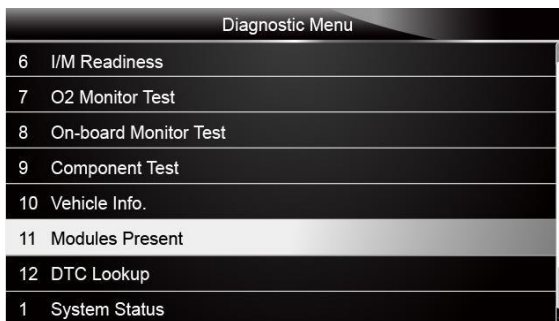 Diagnostic Menu
6 I/M Readiness
7 O2 Monitor Test
8 On-board Monitor Test
9 Component Test
10 Vehicle Info.
11 Modules Present
12 DTC Lookup
1 System Status